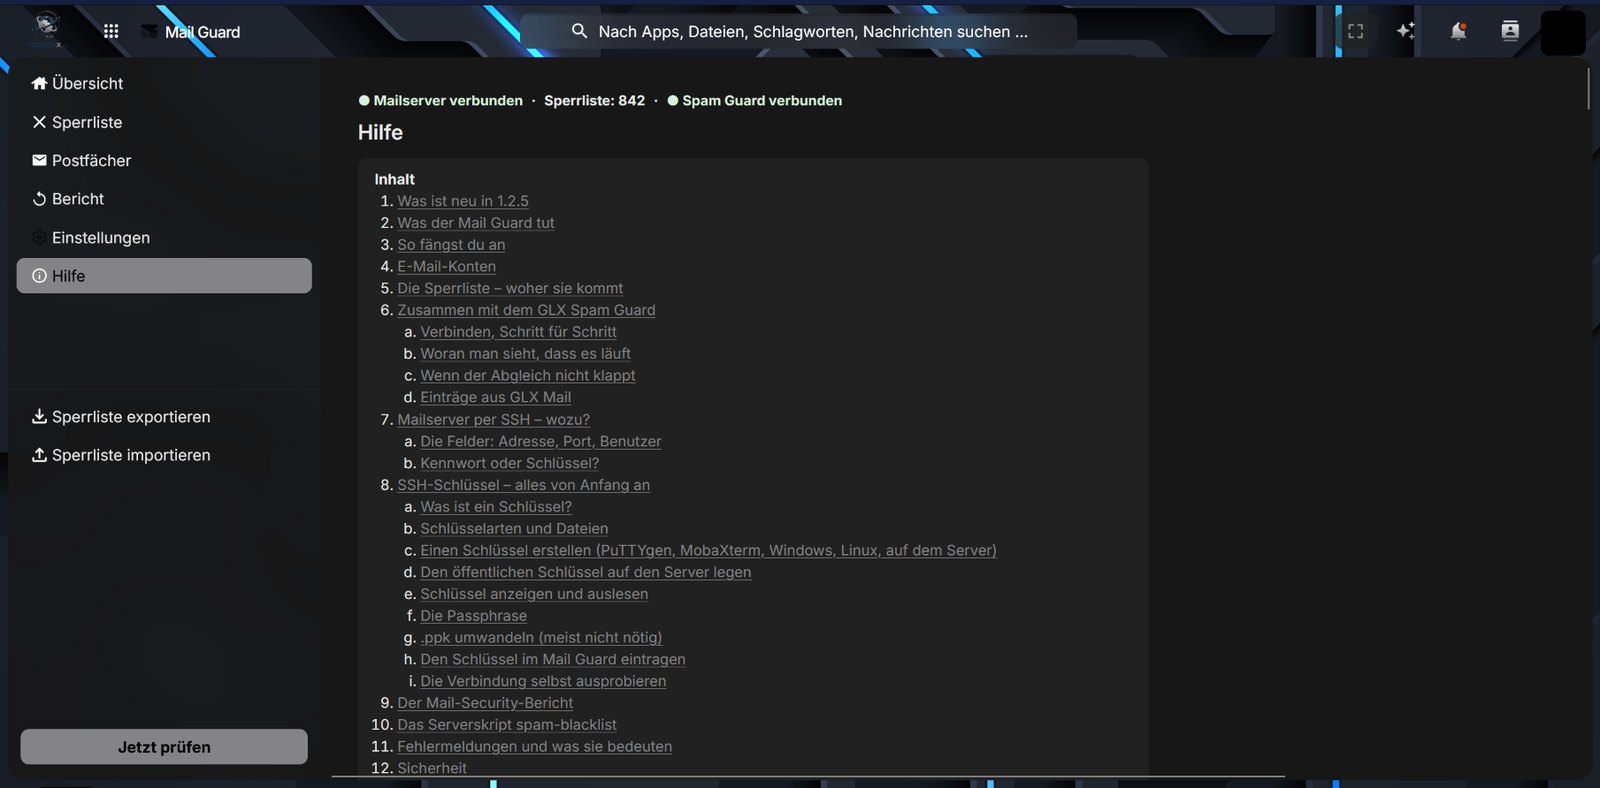 Mail Guard
Nach Apps, Dateien, Schlagworten, Nachrichten suchen ...
Übersicht
Sperrliste
Postfächer
Bericht
Einstellungen
Hilfe
Sperrliste exportieren
Sperrliste importieren
Jetzt prüfen
Mailserver verbunden · Sperrliste: 842 · Spam Guard verbunden
Hilfe
Inhalt
1. Was ist neu in 1.2.5
2. Was der Mail Guard tut
3. So fängst du an
4. E-Mail-Konten
5. Die Sperrliste – woher sie kommt
6. Zusammen mit dem GLX Spam Guard
a. Verbinden, Schritt für Schritt
b. Woran man sieht, dass es läuft
c. Wenn der Abgleich nicht klappt
d. Einträge aus GLX Mail
7. Mailserver per SSH – wozu?
a. Die Felder: Adresse, Port, Benutzer
b. Kennwort oder Schlüssel?
8. SSH-Schlüssel – alles von Anfang an
a. Was ist ein Schlüssel?
b. Schlüsselarten und Dateien
c. Einen Schlüssel erstellen (PuTTYgen, MobaXterm, Windows, Linux, auf dem Server)
d. Den öffentlichen Schlüssel auf den Server legen
e. Schlüssel anzeigen und auslesen
f. Die Passphrase
g. .ppk umwandeln (meist nicht nötig)
h. Den Schlüssel im Mail Guard eintragen
i. Die Verbindung selbst ausprobieren
9. Der Mail-Security-Bericht
10. Das Serverskript spam-blacklist
11. Fehlermeldungen und was sie bedeuten
12. Sicherheit